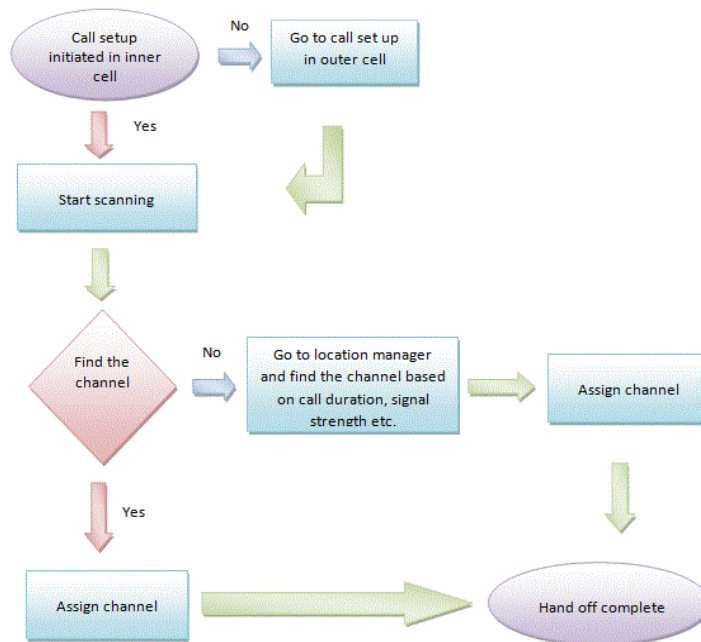 Call setup
initiated in inner
cell
No
Go to call set up
in outer cell
Yes
Start scanning
Find the
channel
No
Go to location manager
and find the channel based
on call duration, signal
strength etc.
Assign channel
Yes
Assign channel
Hand off complete